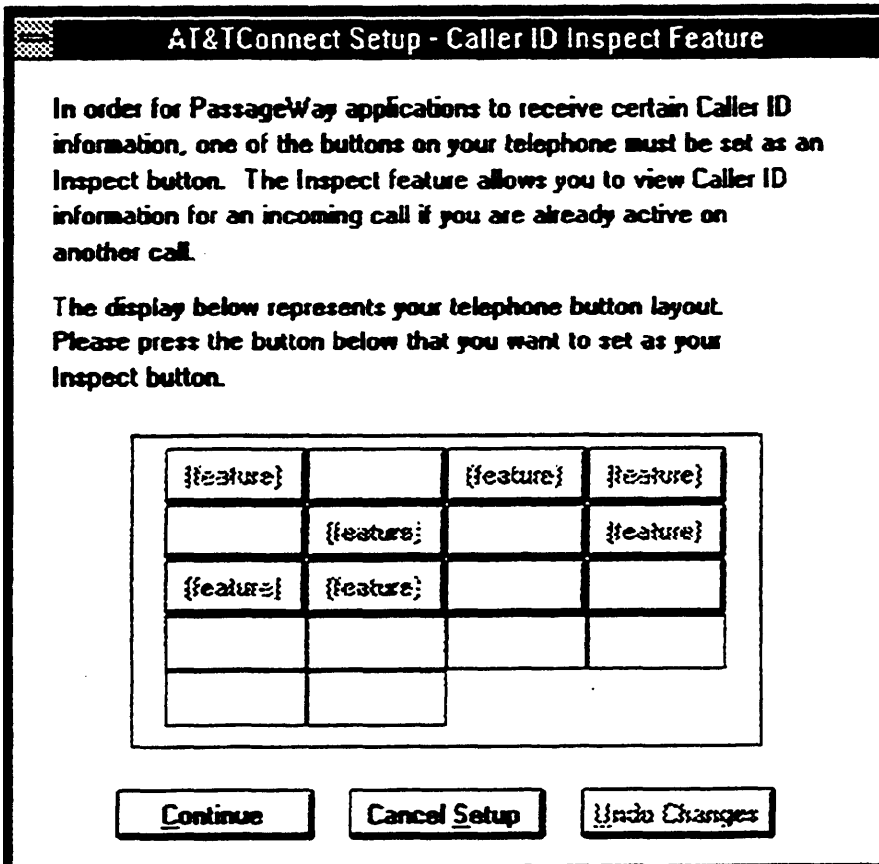 AT&TConnect Setup - Caller ID Inspect Feature
In order for PassageWay applications to receive certain Caller ID
information, one of the buttons on your telephone must be set as an
Inspect button. The Inspect feature allows you to view Caller ID
information for an incoming call if you are already active on
another call.
The display below represents your telephone button layout.
Please press the button below that you want to set as your
Inspect button.
{feature} {feature} {feature}
{feature} {feature}
{feature} {feature}
Continue Cancel Setup Undo Changes